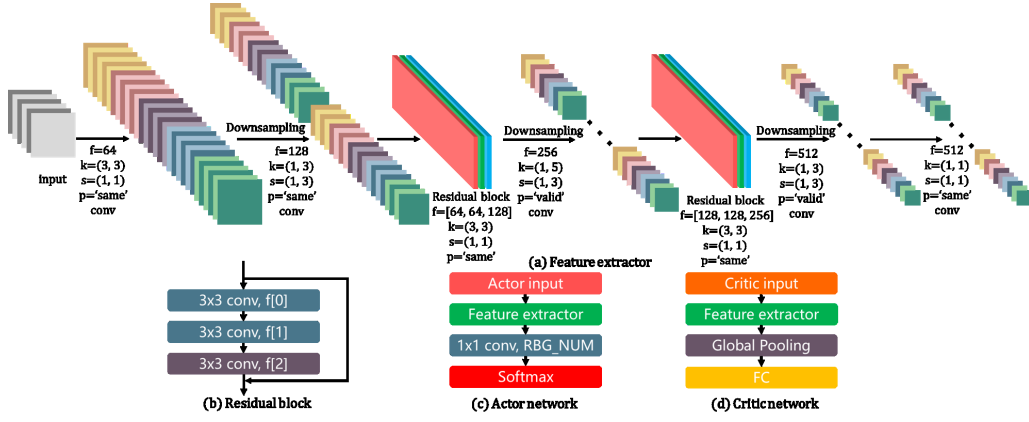 input
f=64
k=(3, 3)
s=(1, 1)
p='same'
conv
Downsampling
f=128
k=(1, 3)
s=(1, 3)
p='same'
conv
Residual block
f=[64, 64, 128]
k=(3, 3)
s=(1, 1)
p='same'
Downsampling
f=256
k=(1, 5)
s=(1, 3)
p='valid'
conv
Residual block
f=[128, 128, 256]
k=(3, 3)
s=(1, 1)
p='same'
Downsampling
f=512
k=(1, 3)
s=(1, 3)
p='valid'
conv
f=512
k=(1, 1)
s=(1, 1)
p='same'
conv
(a) Feature extractor
3x3 conv, f[0]
3x3 conv, f[1]
3x3 conv, f[2]
(b) Residual block
Actor input
Feature extractor
1x1 conv, RBG_NUM
Softmax
(c) Actor network
Critic input
Feature extractor
Global Pooling
FC
(d) Critic network